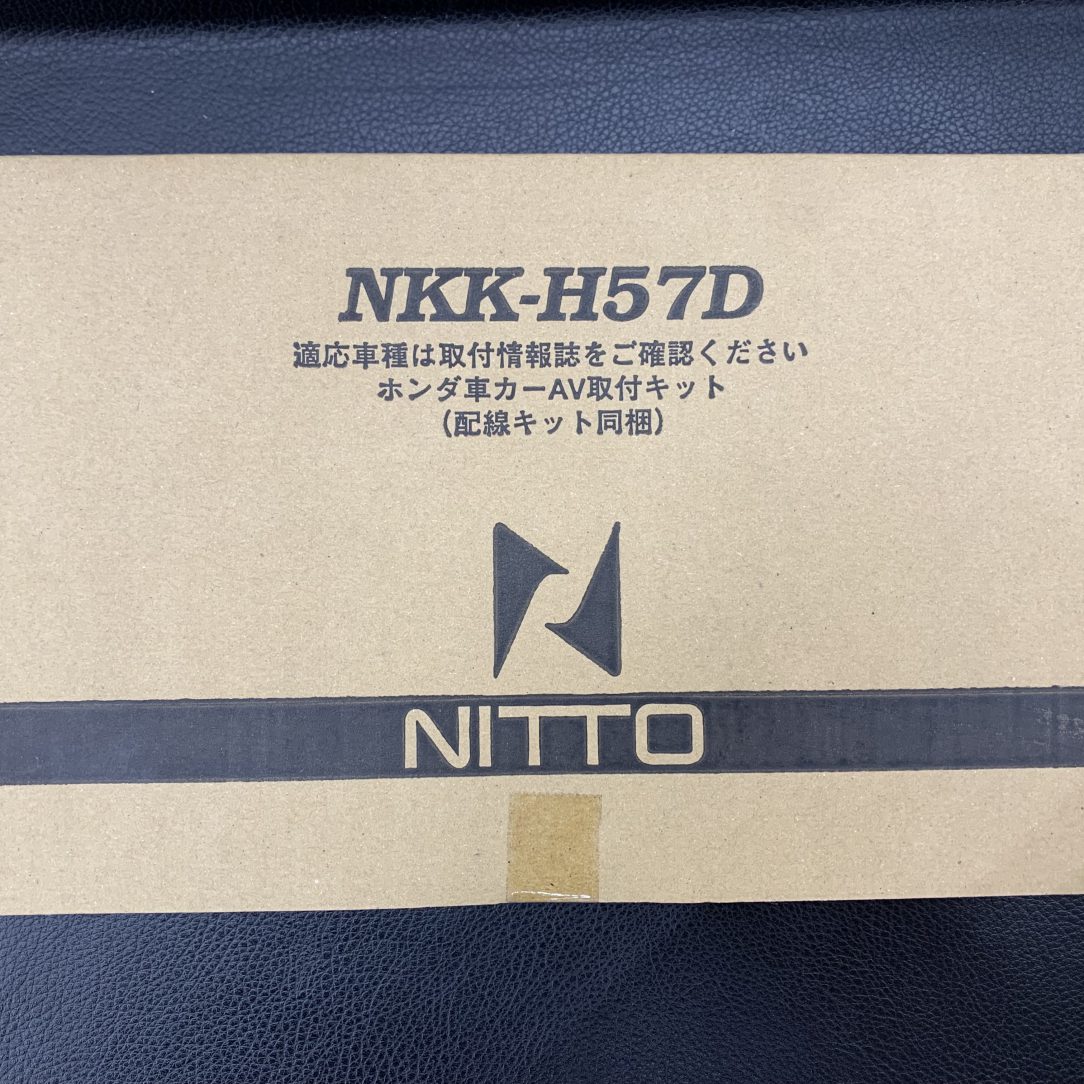 NKK-H57D
適応車種は取付情報誌をご確認ください
ホンダ車カーAV取付キット
(配線キット同梱)
NITTO